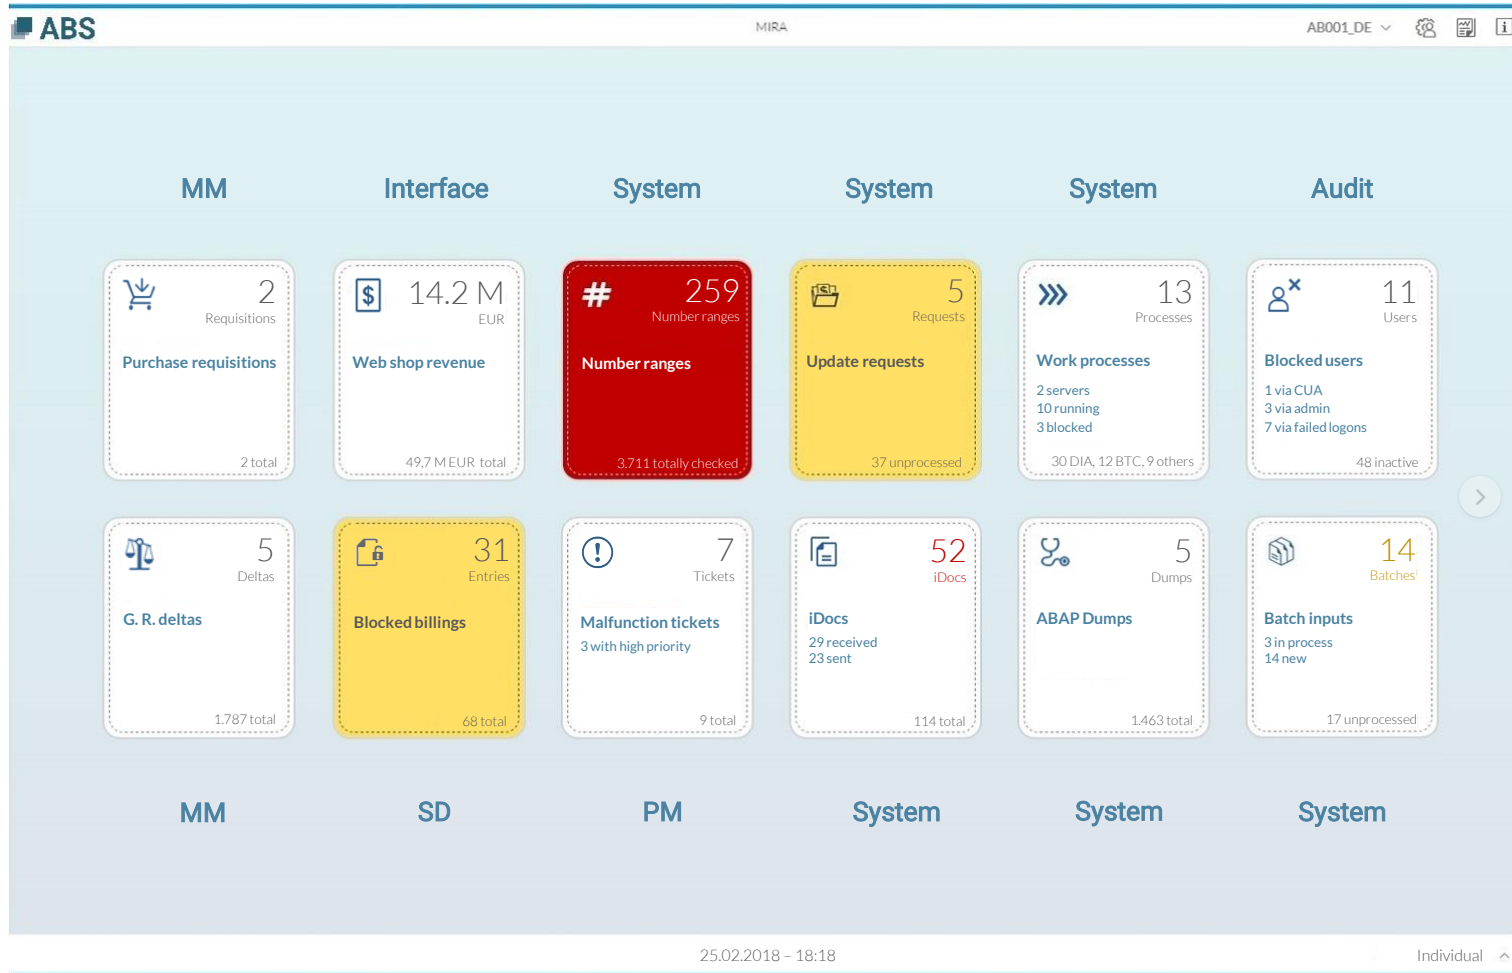 ABS
MIRA
AB001_DE
MM
Interface
System
System
System
Audit
2
Requisitions
Purchase requisitions
2 total
$
14.2 M
EUR
Web shop revenue
49,7 M EUR total
#
259
Number ranges
Number ranges
3.711 totally checked
$
5
Requests
Update requests
37 unprocessed
13
Processes
Work processes
2 servers
10 running
3 blocked
30 DIA, 12 BTC, 9 others
11
Users
Blocked users
1 via CUA
3 via admin
7 via failed logons
48 inactive
5
Deltas
G. R. deltas
1.787 total
31
Entries
Blocked billings
68 total
!
7
Tickets
Malfunction tickets
3 with high priority
9 total
52
iDocs
iDocs
29 received
23 sent
114 total
5
Dumps
ABAP Dumps
1.463 total
14
Batches
Batch inputs
3 in process
14 new
17 unprocessed
MM
SD
PM
System
System
System
25.02.2018 – 18:18
Individual